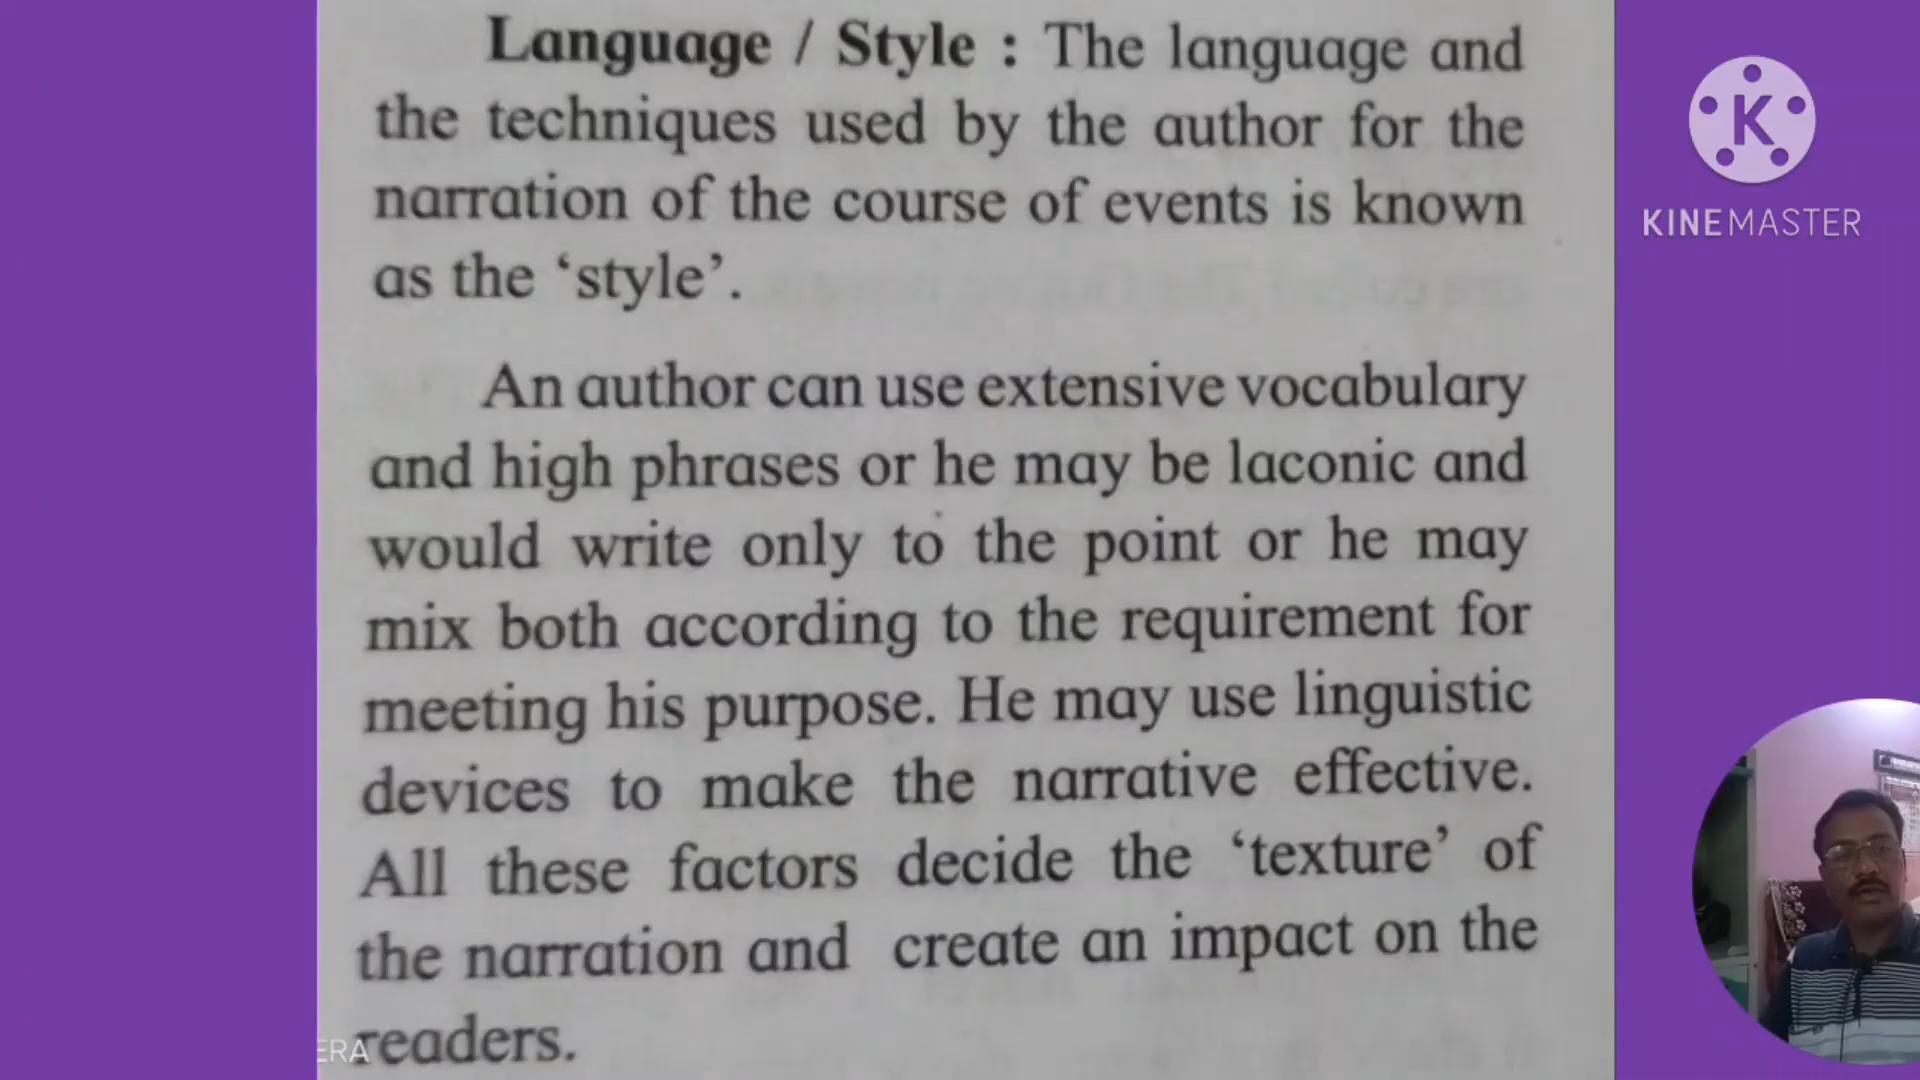 Language / Style : The language and
the techniques used by the author for the
narration of the course of events is known
as the ‘style’.
An author can use extensive vocabulary
and high phrases or he may be laconic and
would write only to the point or he may
mix both according to the requirement for
meeting his purpose. He may use linguistic
devices to make the narrative effective.
All these factors decide the ‘texture’ of
the narration and create an impact on the
readers.
ERA
K
KINEMASTER